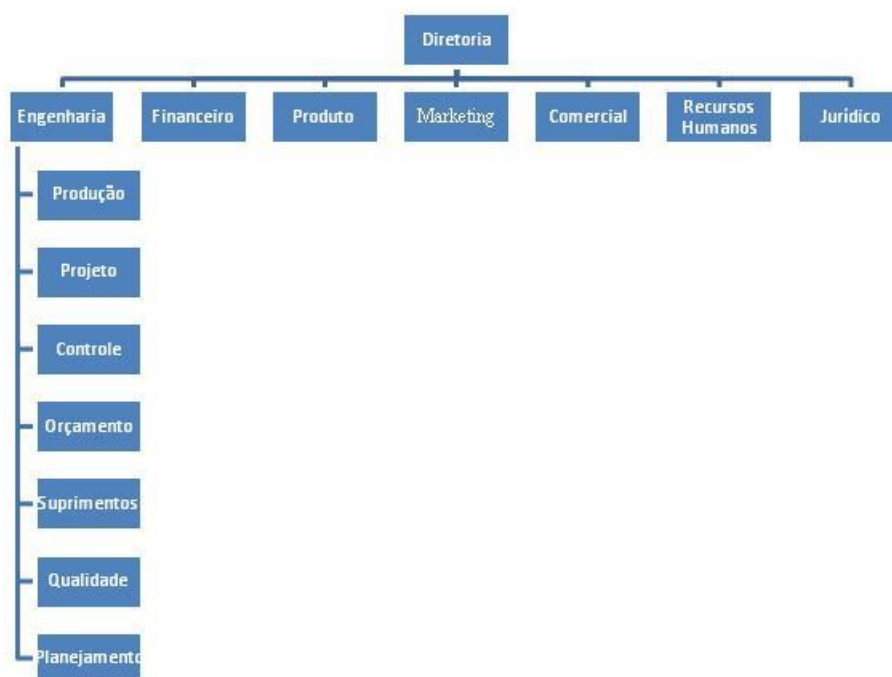 Diretoria
Engenharia
Financeiro
Produto
Marketing
Comercial
Recursos
Humanos
Jurídico
Produção
Projeto
Controle
Orçamento
Suprimentos
Qualidade
Planejamento